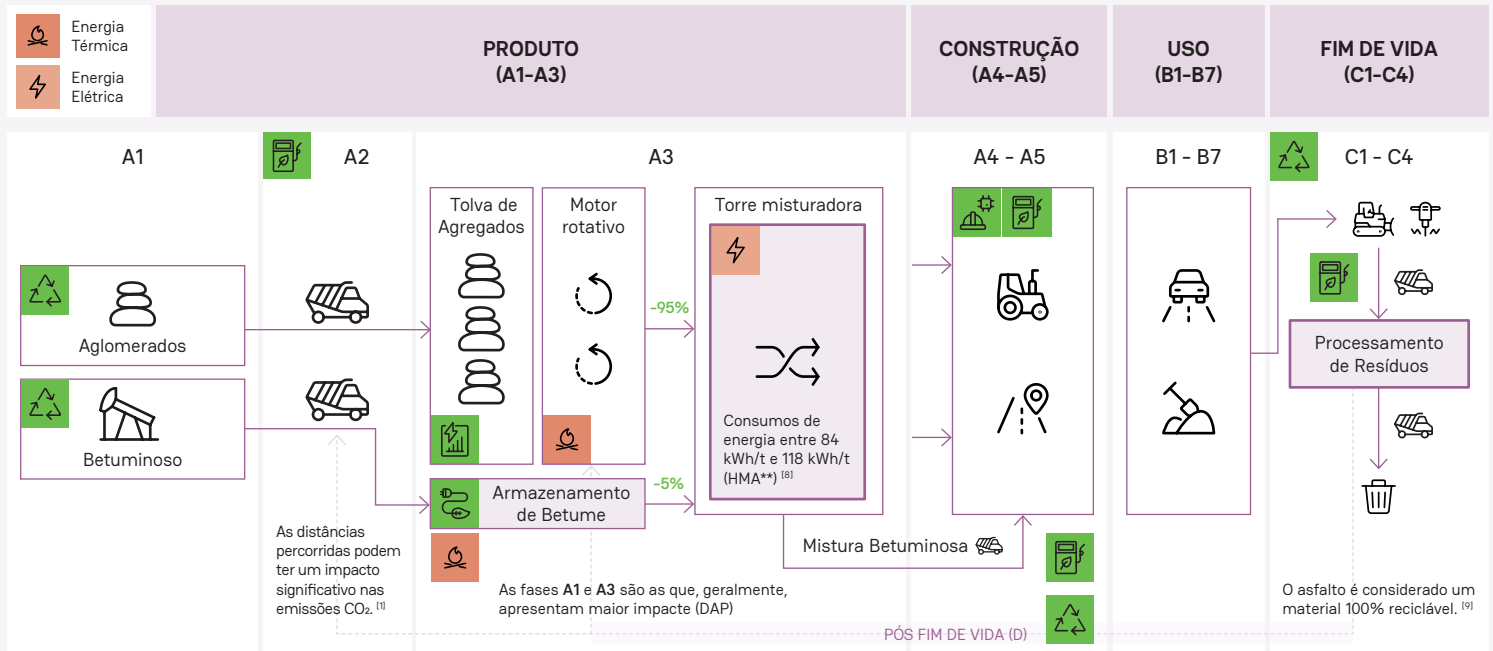 Energia
Térmica
Energia
Elétrica
PRODUTO
(A1-A3)
CONSTRUÇÃO
(A4-A5)
USO
(B1-B7)
FIM DE VIDA
(C1-C4)
A1
A2
A3
A4 - A5
B1 - B7
C1 - C4
Aglomerados
Betuminoso
As distâncias
percorridas podem
ter um impacto
significativo nas
emissões CO₂. [1]
Tolva de
Agregados
Motor
rotativo
-95%
Armazenamento
de Betume
-5%
Torre misturadora
Consumos de
energia entre 84
kWh/t e 118 kWh/t
(HMA**) [8]
Mistura Betuminosa
As fases A1 e A3 são as que, geralmente,
apresentam maior impacte (DAP)
Processamento
de Resíduos
O asfalto é considerado um
material 100% reciclável. [9]
PÓS FIM DE VIDA (D)